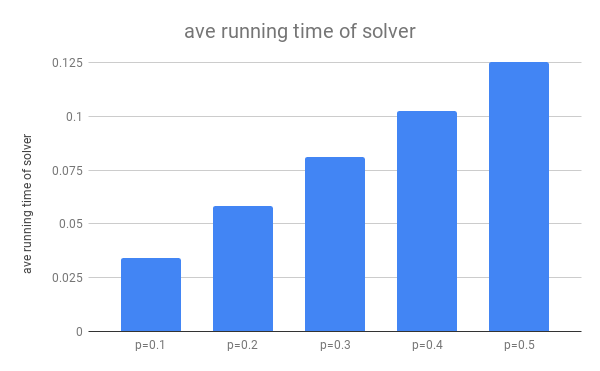 ave running time of solver
ave running time of solver
0.125
0.1
0.075
0.05
0.025
0
p=0.1
p=0.2
p=0.3
p=0.4
p=0.5